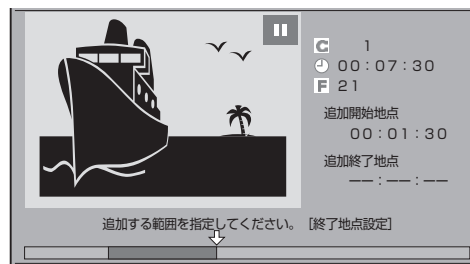 C 1
00:07:30
F 21
追加開始地点
00:01:30
追加終了地点
――:――:――
追加する範囲を指定してください。［終了地点設定］